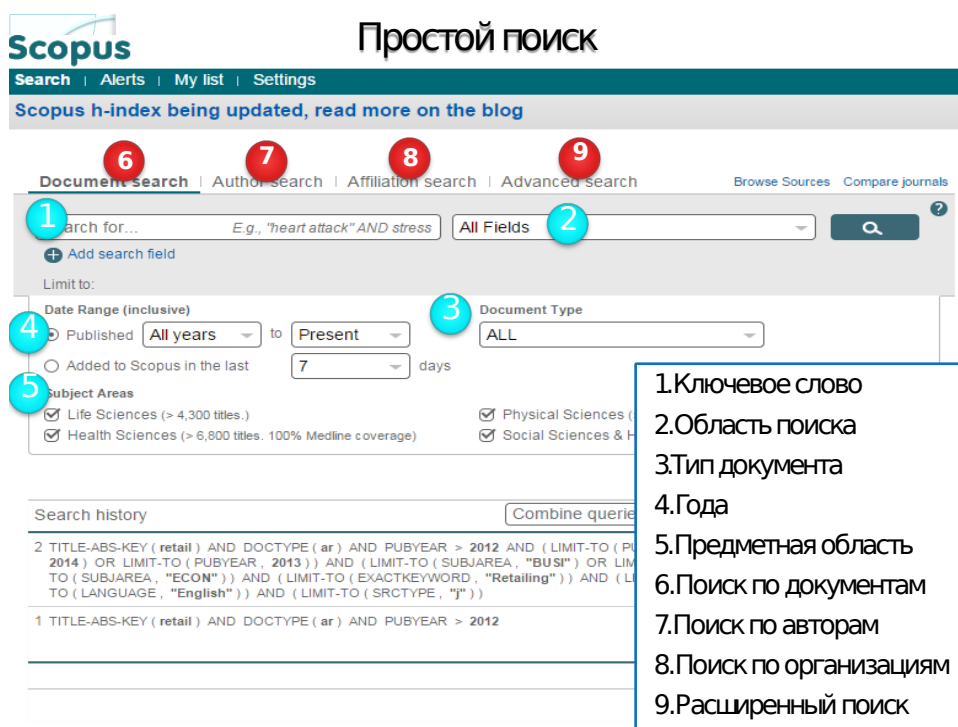 Scopus
Простой поиск
Search | Alerts | My list | Settings
Scopus h-index being updated, read more on the blog
6 7 8 9
Document search | Author search | Affiliation search | Advanced search Browse Sources Compare journals
1 for... E.g., "heart attack" AND stress All Fields 2 ?
Add search field
Limit to:
Date Range (inclusive) 3 Document Type
4 Published All years to Present ALL
Added to Scopus in the last 7 days
5 Subject Areas
Life Sciences (> 4,300 titles.) Physical Sciences
Health Sciences (> 6,800 titles. 100% Medline coverage) Social Sciences & H
Search history Combine querie
2 TITLE-ABS-KEY ( retail ) AND DOCTYPE ( ar ) AND PUBYEAR > 2012 AND ( LIMIT-TO ( PU
2014 ) OR LIMIT-TO ( PUBYEAR , 2013 ) ) AND ( LIMIT-TO ( SUBJAREA , "BUSI" ) OR LIM
TO ( SUBJAREA , "ECON" ) ) AND ( LIMIT-TO ( EXACTKEYWORD , "Retailing" ) ) AND ( LI
TO ( LANGUAGE , "English" ) ) AND ( LIMIT-TO ( SRCTYPE , "j" ) )
1 TITLE-ABS-KEY ( retail ) AND DOCTYPE ( ar ) AND PUBYEAR > 2012
1.Ключевое слово
2.Область поиска
3.Тип документа
4.Года
5.Предметная область
6.Поиск по документам
7.Поиск по авторам
8.Поиск по организациям
9.Расширенный поиск